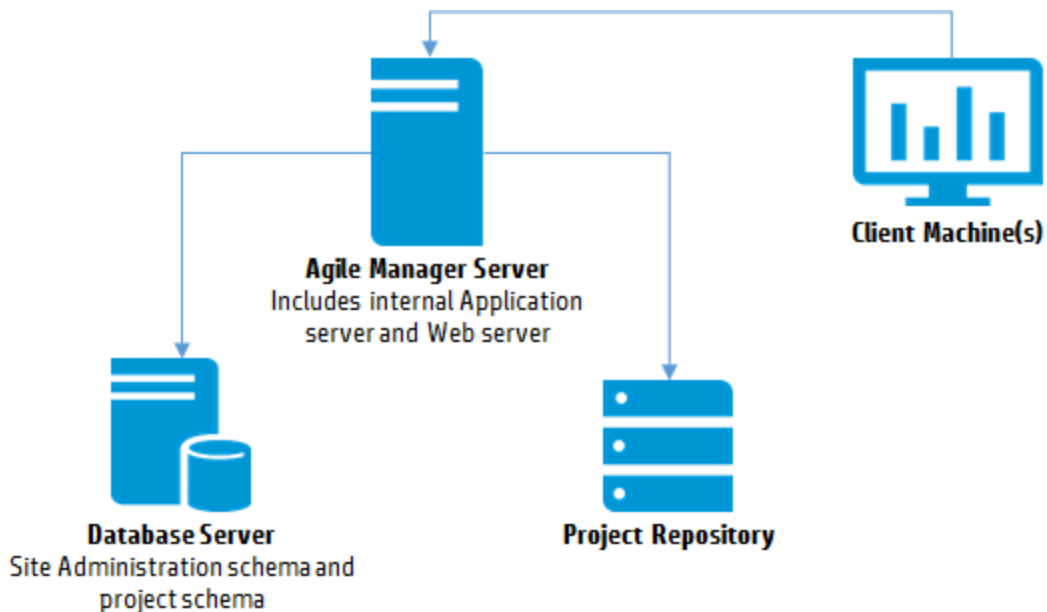 Client Machine(s)
Agile Manager Server
Includes internal Application
server and Web server
Database Server
Site Administration schema and
project schema
Project Repository